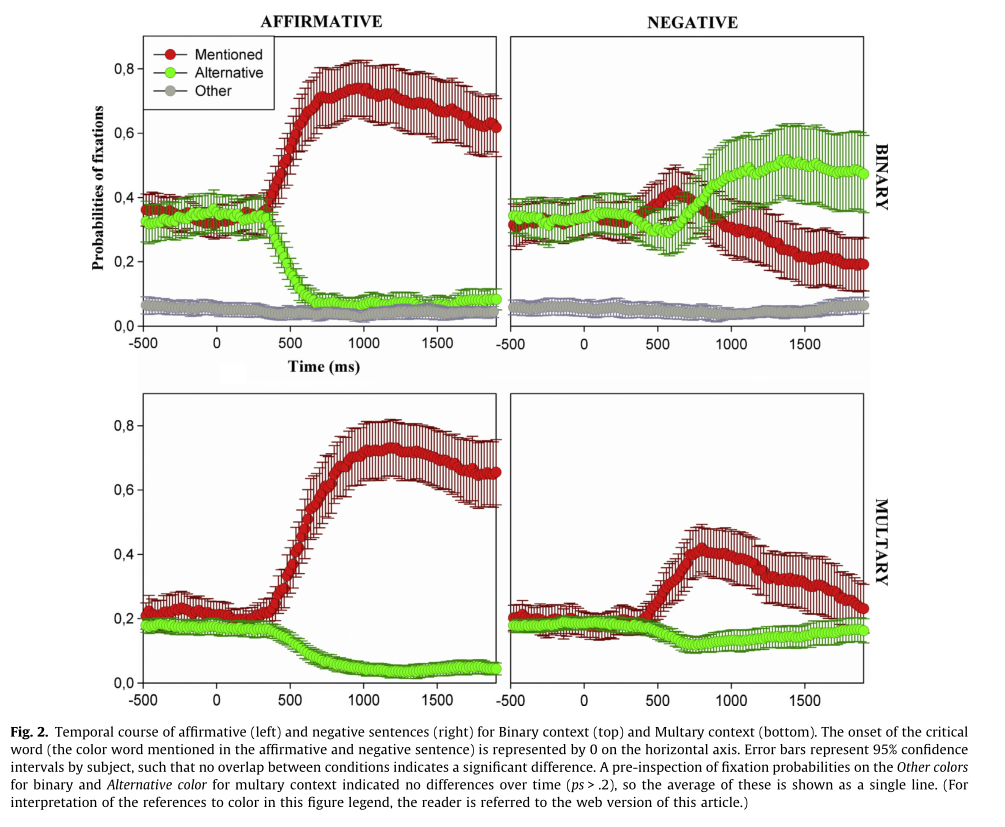 AFFIRMATIVE
NEGATIVE
Mentioned
Alternative
Other
Probabilities of fixations
0,8
0,6
0,4
0,2
0,0
-500
0
500
1000
1500
Time (ms)
-500
0
500
1000
1500
BINARY
0,8
0,6
0,4
0,2
0,0
-500
0
500
1000
1500
-500
0
500
1000
1500
MULTARY
Fig. 2. Temporal course of affirmative (left) and negative sentences (right) for Binary context (top) and Multary context (bottom). The onset of the critical
word (the color word mentioned in the affirmative and negative sentence) is represented by 0 on the horizontal axis. Error bars represent 95% confidence
intervals by subject, such that no overlap between conditions indicates a significant difference. A pre-inspection of fixation probabilities on the Other colors
for binary and Alternative color for multary context indicated no differences over time (ps > .2), so the average of these is shown as a single line. (For
interpretation of the references to color in this figure legend, the reader is referred to the web version of this article.)